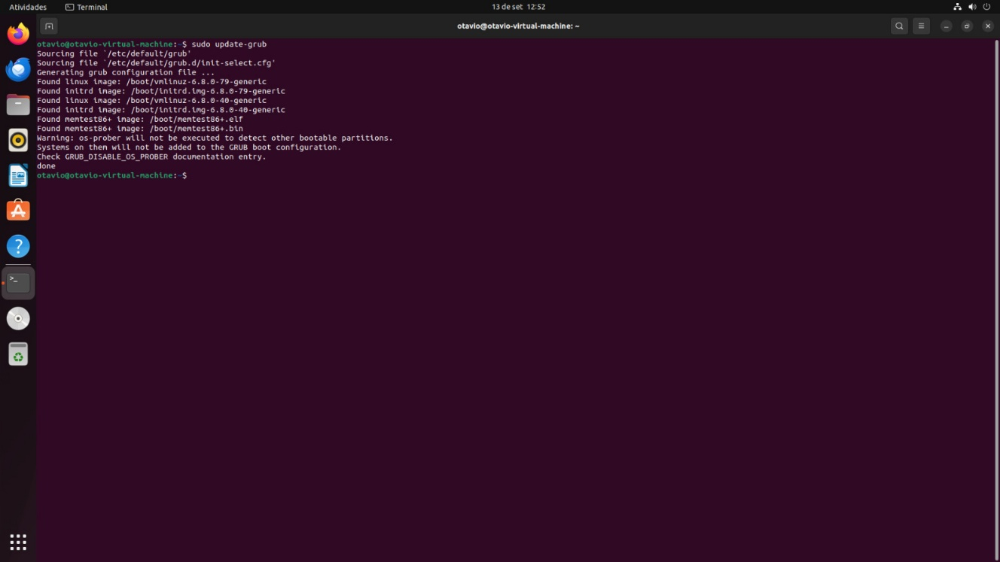 Atividades
Terminal
13 de set 12:52
otavio@otavio-virtual-machine: ~
otavio@otavio-virtual-machine:~$ sudo update-grub
Sourcing file `/etc/default/grub'
Sourcing file `/etc/default/grub.d/init-select.cfg'
Generating grub configuration file ...
Found linux image: /boot/vmlinuz-6.8.0-79-generic
Found initrd image: /boot/initrd.img-6.8.0-79-generic
Found linux image: /boot/vmlinuz-6.8.0-40-generic
Found initrd image: /boot/initrd.img-6.8.0-40-generic
Found memtest86+ image: /boot/memtest86+.elf
Found memtest86+ image: /boot/memtest86+.bin
Warning: os-prober will not be executed to detect other bootable partitions.
Systems on them will not be added to the GRUB boot configuration.
Check GRUB_DISABLE_OS_PROBER documentation entry.
done
otavio@otavio-virtual-machine:~$